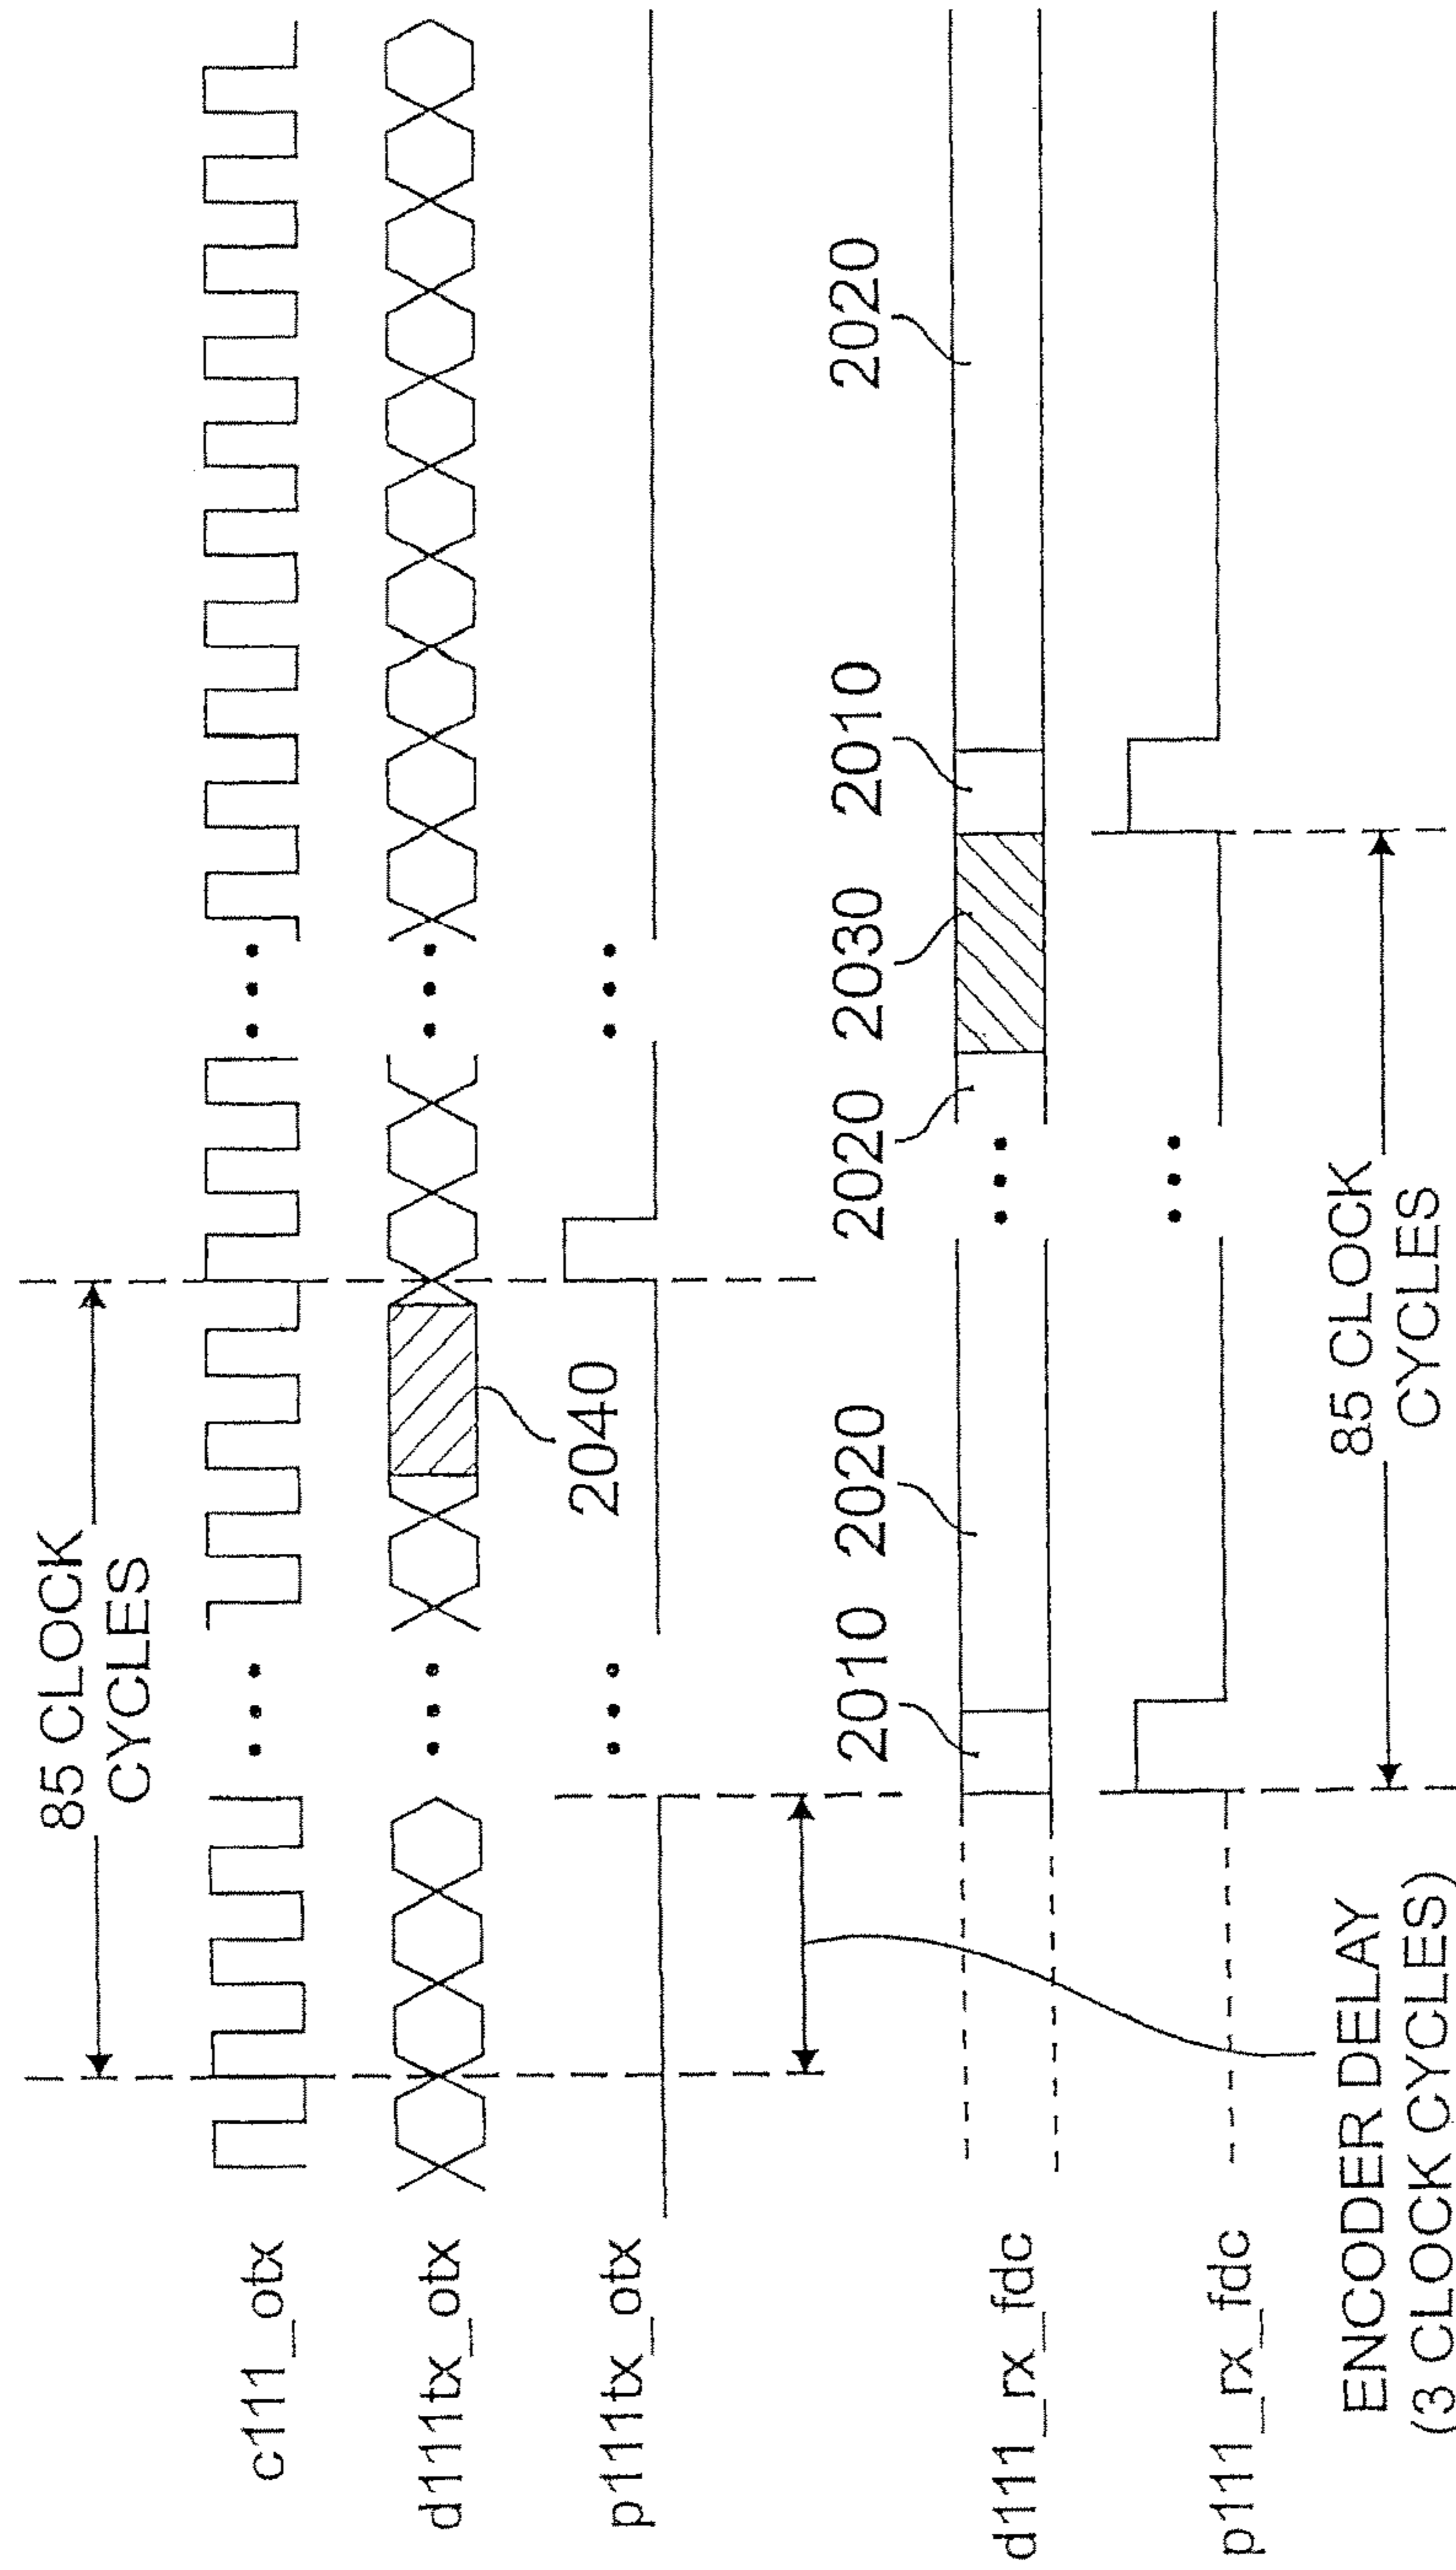 85 CLOCK
CYCLES
c111_otx
d111tx_otx
2040
p111tx_otx
2010
2020
2020
2030
2010
2020
d111_rx_fdc
p111_rx_fdc
85 CLOCK
CYCLES
ENCODER DELAY
(3 CLOCK CYCLES)